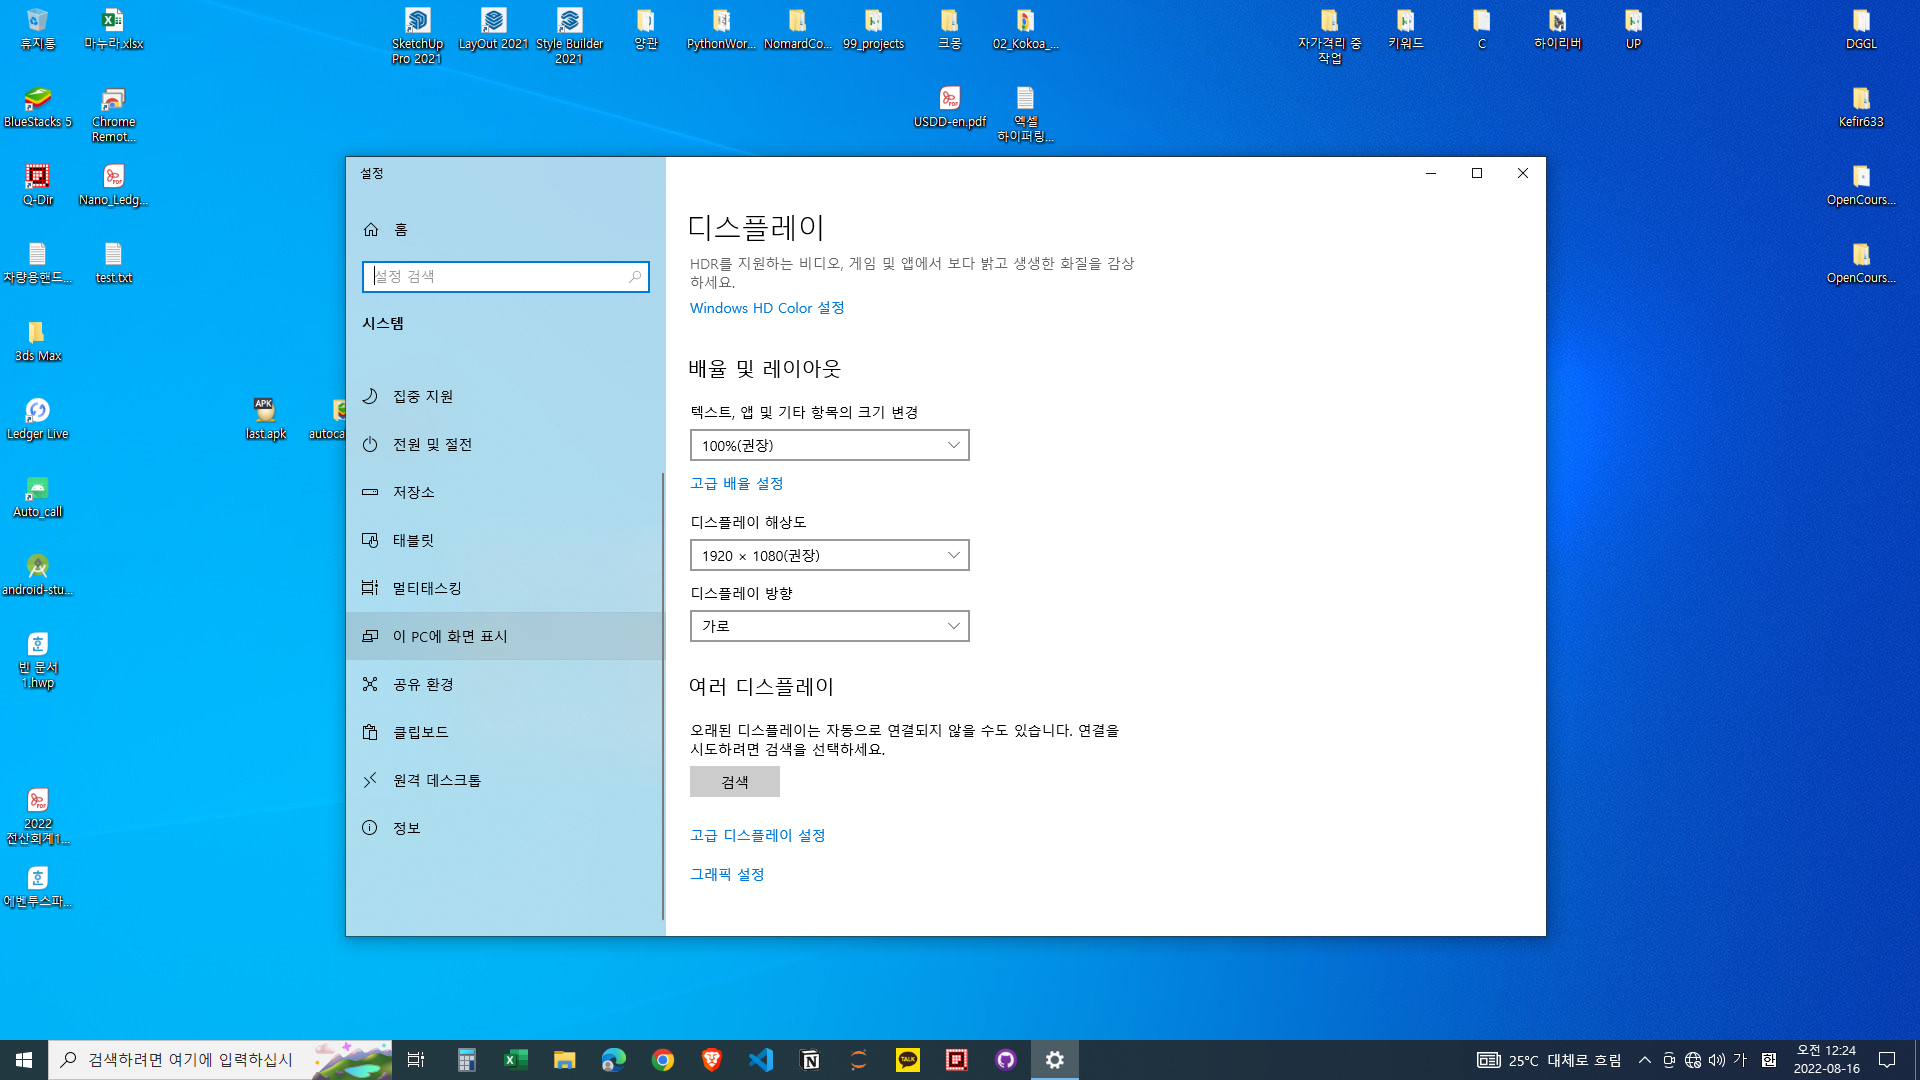 휴지통
마누라.xlsx
SketchUp
Pro 2021
LayOut 2021
Style Builder
2021
양관
PythonWor...
NomardCo...
99_projects
크몽
02_Kokoa_...
자가격리 중
작업
키워드
C
하이리버
UP
DGGL
BlueStacks 5
Chrome
Remot...
USDD-en.pdf
엑셀
하이퍼링...
Kefir633
Q-Dir
Nano_Ledg...
OpenCours...
차량용핸드...
test.txt
OpenCours...
3ds Max
Ledger Live
APK
last.apk
autoca
Auto_call
android-stu...
빈 문서
1.hwp
2022
전산회계1...
에벤투스파...
설정
홈
설정 검색
시스템
집중 지원
전원 및 절전
저장소
태블릿
멀티태스킹
이 PC에 화면 표시
공유 환경
클립보드
원격 데스크톱
정보
디스플레이
HDR를 지원하는 비디오, 게임 및 앱에서 보다 밝고 생생한 화질을 감상
하세요.
Windows HD Color 설정
배율 및 레이아웃
텍스트, 앱 및 기타 항목의 크기 변경
100%(권장)
고급 배율 설정
디스플레이 해상도
1920 × 1080(권장)
디스플레이 방향
가로
여러 디스플레이
오래된 디스플레이는 자동으로 연결되지 않을 수도 있습니다. 연결을
시도하려면 검색을 선택하세요.
검색
고급 디스플레이 설정
그래픽 설정
검색하려면 여기에 입력하십시
TALK
25°C 대체로 흐림
가
한
오전 12:24
2022-08-16